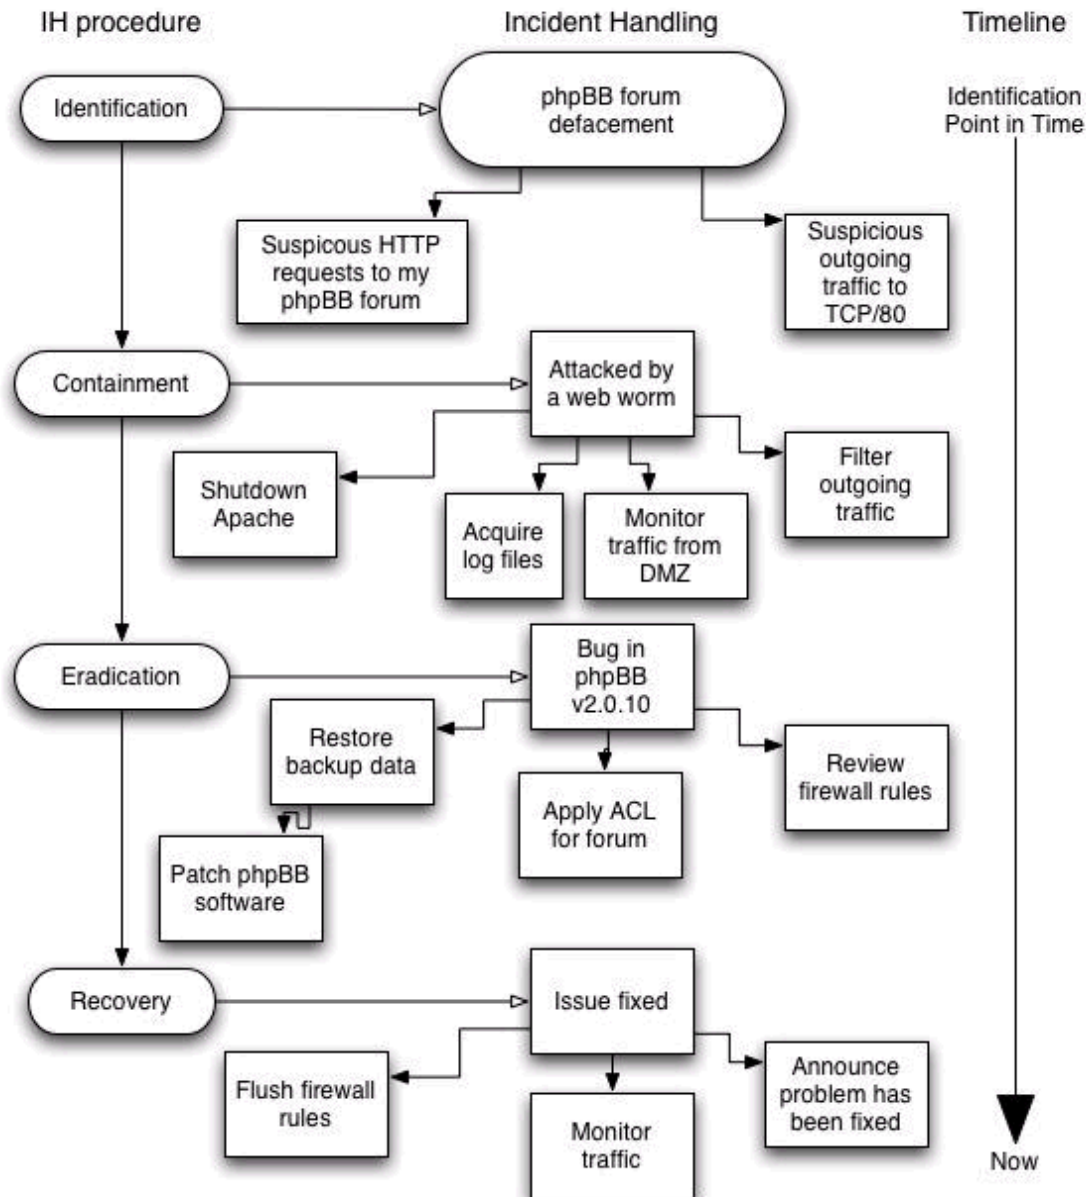 IH procedure
Incident Handling
Timeline
Identification
phpBB forum
defacement
Identification
Point in Time
Suspicous HTTP
requests to my
phpBB forum
Suspicious
outgoing
traffic to
TCP/80
Containment
Attacked by
a web worm
Shutdown
Apache
Acquire
log files
Monitor
traffic from
DMZ
Filter
outgoing
traffic
Eradication
Bug in
phpBB
v2.0.10
Restore
backup data
Patch phpBB
software
Apply ACL
for forum
Review
firewall rules
Recovery
Issue fixed
Flush firewall
rules
Monitor
traffic
Announce
problem has
been fixed
Now